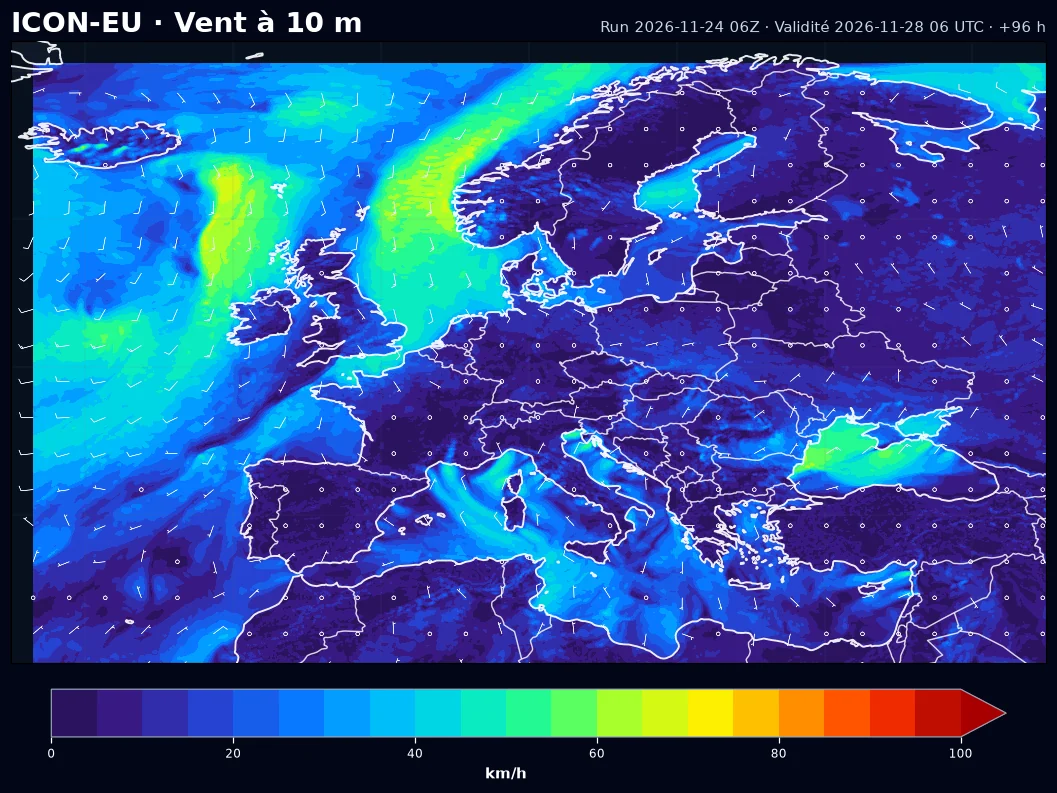 ICON-EU · Vent à 10 m
Run 2026-11-24 06Z · Validité 2026-11-28 06 UTC · +96 h
0 20 40 60 80 100
km/h